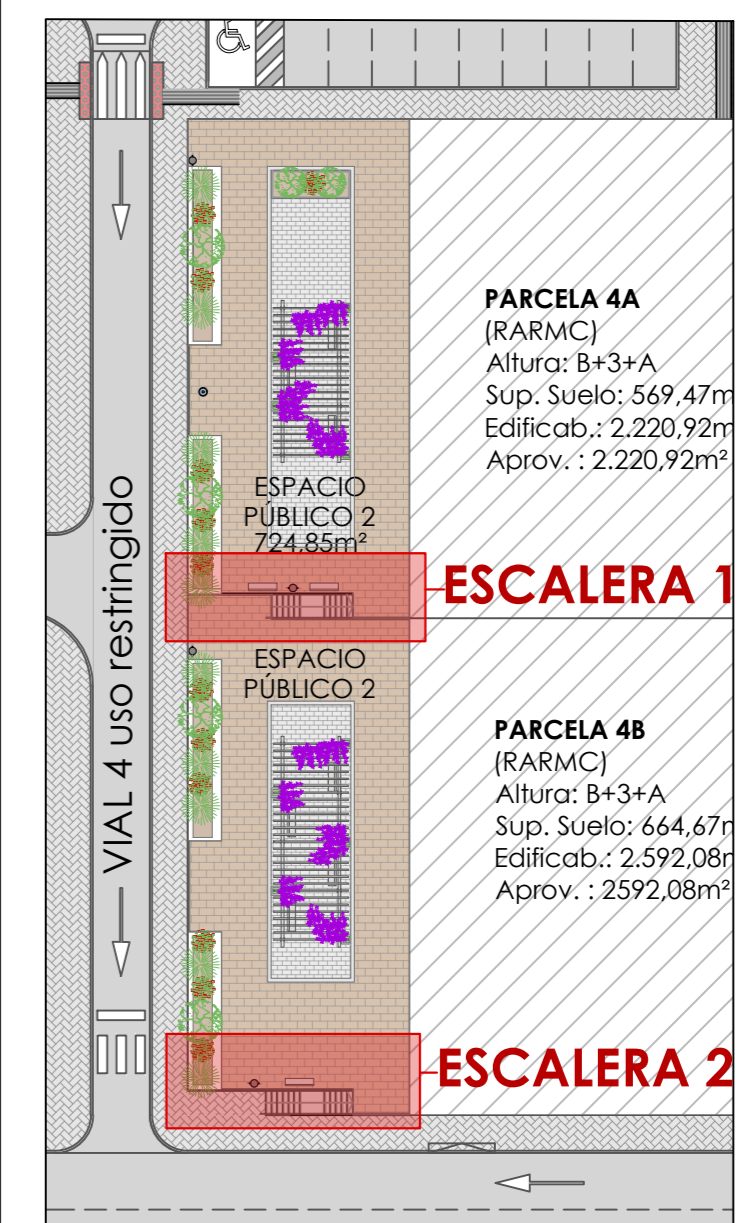 PARCELA 4A
(RARMC)
Altura: B+3+A
Sup. Suelo: 569,47m
Edificab.: 2.220,92m
Aprov. : 2.220,92m²
ESPACIO
PÚBLICO 2
724,85m²
ESCALERA 1
VIAL 4 uso restringido
ESPACIO
PÚBLICO 2
PARCELA 4B
(RARMC)
Altura: B+3+A
Sup. Suelo: 664,67m
Edificab.: 2.592,08m
Aprov. : 2592,08m²
ESCALERA 2